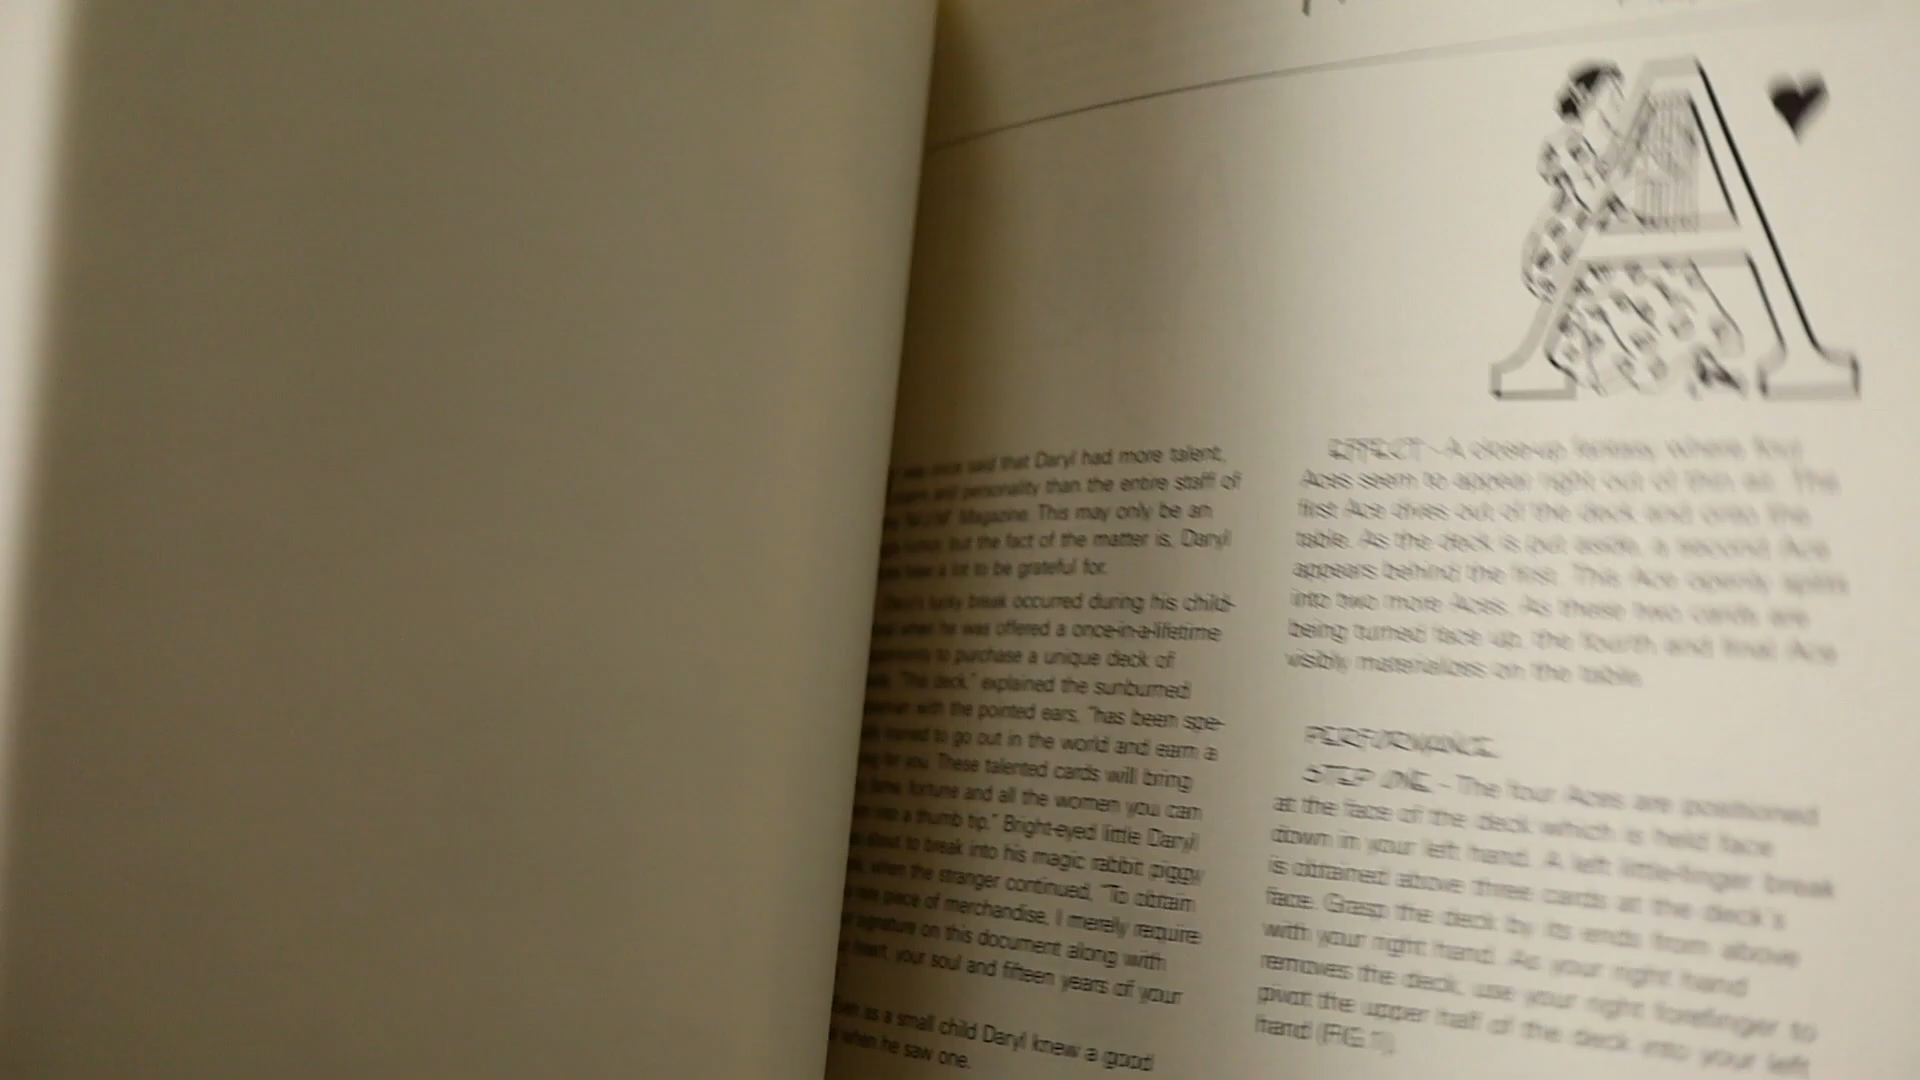 once said that Daryl had more talent,
and personality than the entire staff of
Magazine. This may only be an
but the fact of the matter is, Daryl
have a lot to be grateful for.
lucky break occurred during his child-
when he was offered a once-in-a-lifetime
to purchase a unique deck of
"This deck," explained the sunburned
with the pointed ears, "has been spe-
to go out in the world and earn a
for you. These talented cards will bring
fame, fortune and all the women you can
into a thumb tip." Bright-eyed little Daryl
about to break into his magic rabbit piggy
when the stranger continued, "To obtain
piece of merchandise, I merely require
signature on this document along with
heart, your soul and fifteen years of your
as a small child Daryl knew a good
when he saw one.
A
EFFECT - A close-up fantasy where four
Aces seem to appear right out of thin air. The
first Ace dives out of the deck and onto the
table. As the deck is put aside, a second Ace
appears behind the first. This Ace openly splits
into two more Aces. As these two cards are
being turned face up, the fourth and final Ace
visibly materializes on the table.
PERFORMANCE
STEP ONE - The four Aces are positioned
at the face of the deck which is held face
down in your left hand. A left little-finger break
is obtained above three cards at the deck's
face. Grasp the deck by its ends from above
with your right hand. As your right hand
removes the deck, use your right forefinger to
pivot the upper half of the deck into your left
hand (FIG. 1).